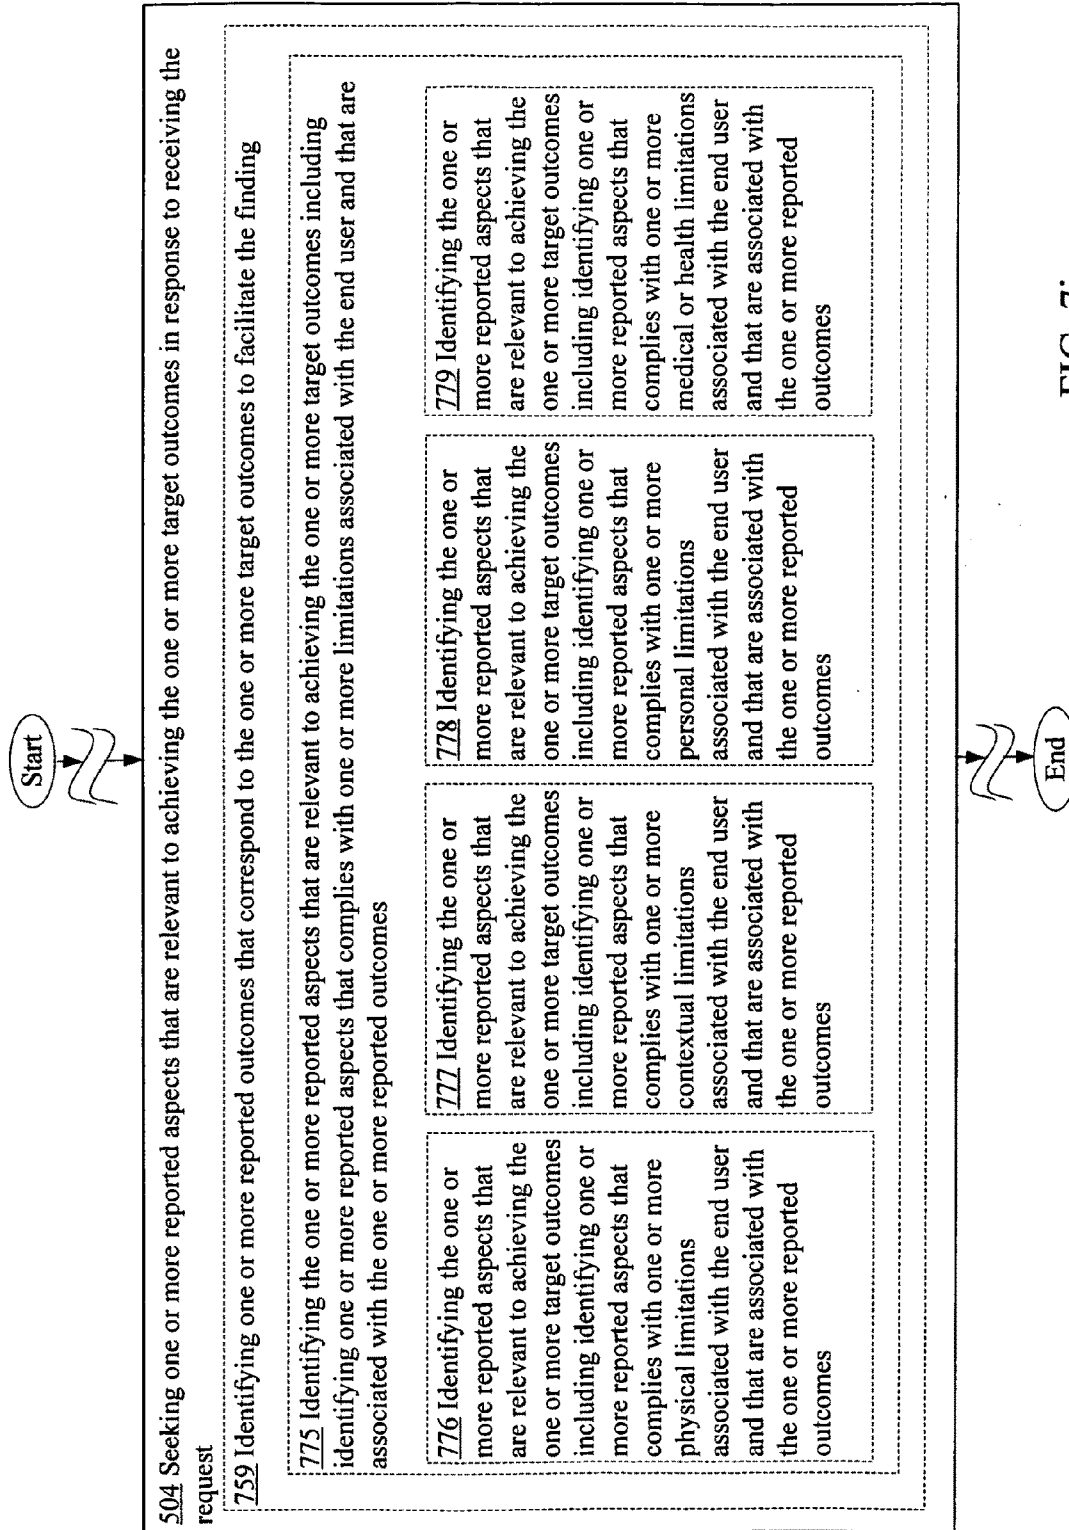 Start
504 Seeking one or more reported aspects that are relevant to achieving the one or more target outcomes in response to receiving the
request
759 Identifying one or more reported outcomes that correspond to the one or more target outcomes to facilitate the finding
775 Identifying the one or more reported aspects that are relevant to achieving the one or more target outcomes including
identifying one or more reported aspects that complies with one or more limitations associated with the end user and that are
associated with the one or more reported outcomes
776 Identifying the one or
more reported aspects that
are relevant to achieving the
one or more target outcomes
including identifying one or
more reported aspects that
complies with one or more
physical limitations
associated with the end user
and that are associated with
the one or more reported
outcomes
777 Identifying the one or
more reported aspects that
are relevant to achieving the
one or more target outcomes
including identifying one or
more reported aspects that
complies with one or more
contextual limitations
associated with the end user
and that are associated with
the one or more reported
outcomes
778 Identifying the one or
more reported aspects that
are relevant to achieving the
one or more target outcomes
including identifying one or
more reported aspects that
complies with one or more
personal limitations
associated with the end user
and that are associated with
the one or more reported
outcomes
779 Identifying the one or
more reported aspects that
are relevant to achieving the
one or more target outcomes
including identifying one or
more reported aspects that
complies with one or more
medical or health limitations
associated with the end user
and that are associated with
the one or more reported
outcomes
End